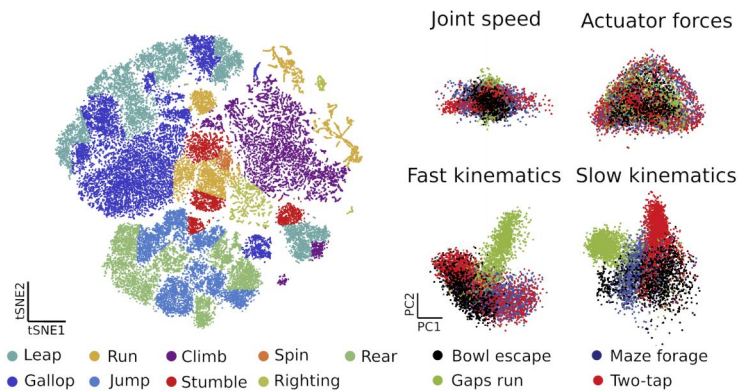 Joint speed
Actuator forces
Fast kinematics
Slow kinematics
tSNE2
tSNE1
PC2
PC1
Leap Run Climb Spin Rear
Gallop Jump Stumble Righting
Bowl escape Maze forage
Gaps run Two-tap